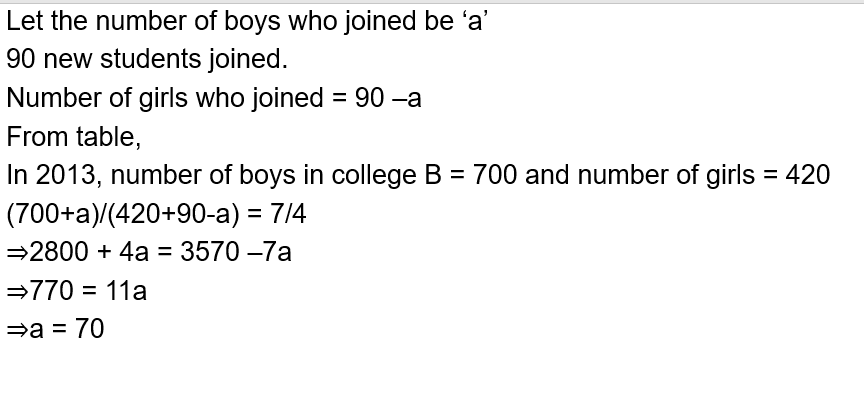 Let the number of boys who joined be ‘a’
90 new students joined.
Number of girls who joined = 90 –a
From table,
In 2013, number of boys in college B = 700 and number of girls = 420
(700+a)/(420+90-a) = 7/4
⇒2800 + 4a = 3570 –7a
⇒770 = 11a
⇒a = 70